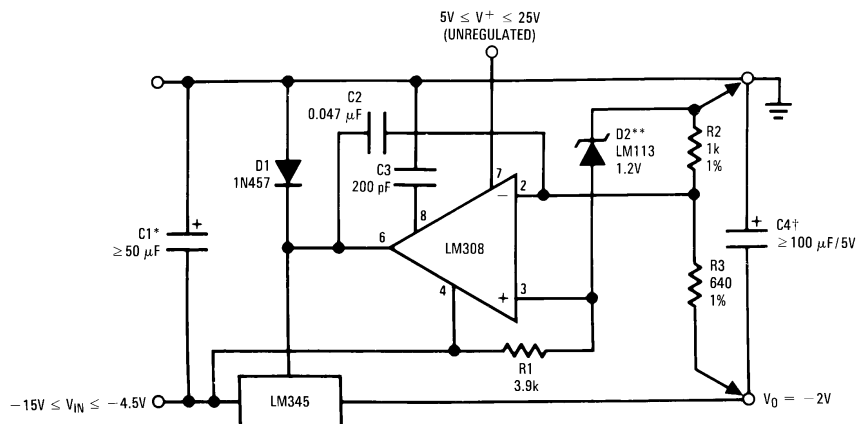 5V ≤ V+ ≤ 25V
(UNREGULATED)
C2
0.047 μF
D1
1N457
C3
200 pF
D2**
LM113
1.2V
R2
1k
1%
7
2
−
8
C1*
+
≥ 50 μF
6
LM308
C4†
+
≥ 100 μF/5V
4
+
3
R3
640
1%
R1
3.9k
−15V ≤ VIN ≤ −4.5V
LM345
VO = −2V